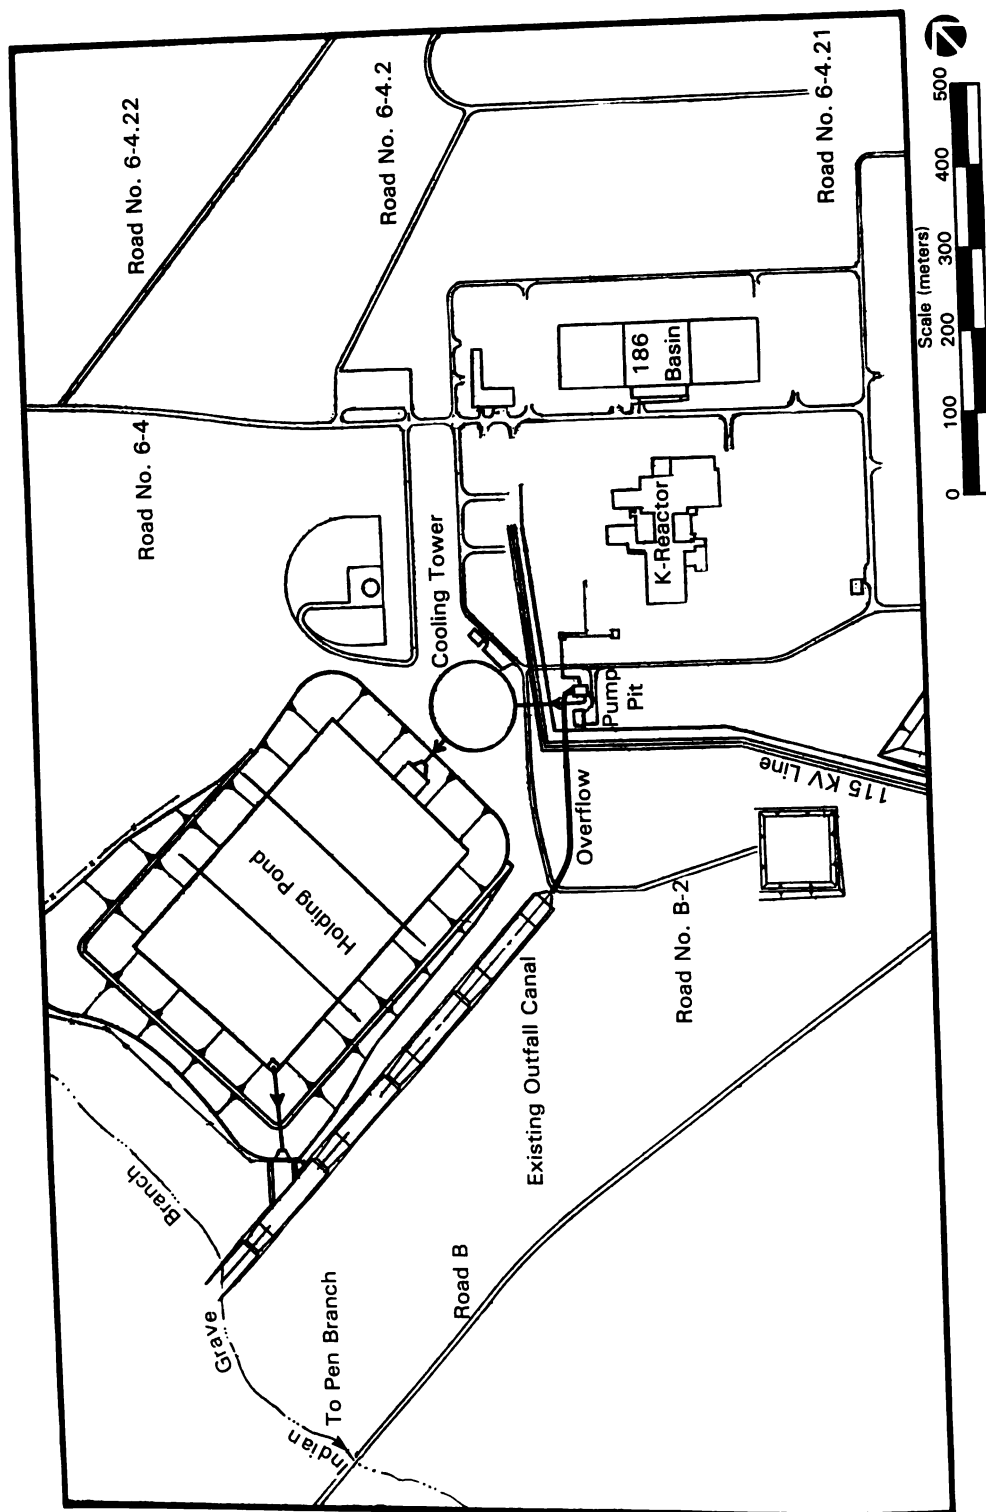 Road No. 6-4.22
Road No. 6-4.2
Road No. 6-4.21
Road No. 6-4
186
Basin
K-Reactor
Cooling Tower
Pump
Pit
Holding Pond
Overflow
115 KV Line
Road No. B-2
Existing Outfall Canal
Road B
To Pen Branch
Indian
Grave
Branch
Scale (meters)
0 100 200 300 400 500